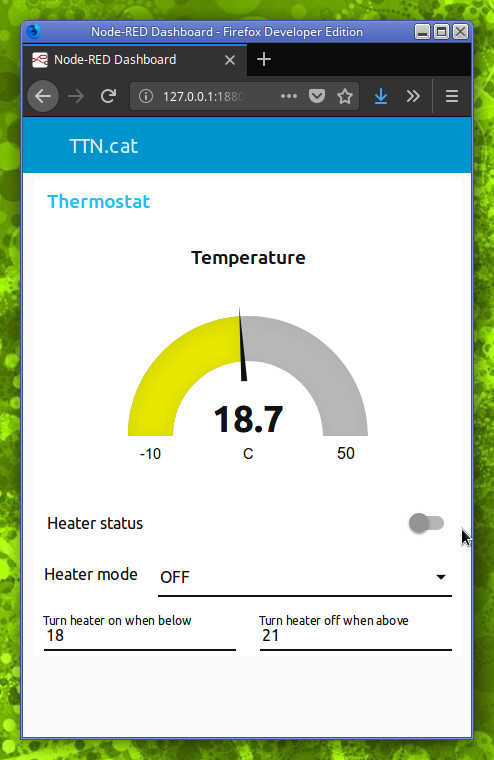 Node-RED Dashboard - Firefox Developer Edition
Node-RED Dashboard
127.0.0.1:1880
TTN.cat
Thermostat
Temperature
18.7
-10 C 50
Heater status
Heater mode OFF
Turn heater on when below Turn heater off when above
18 21